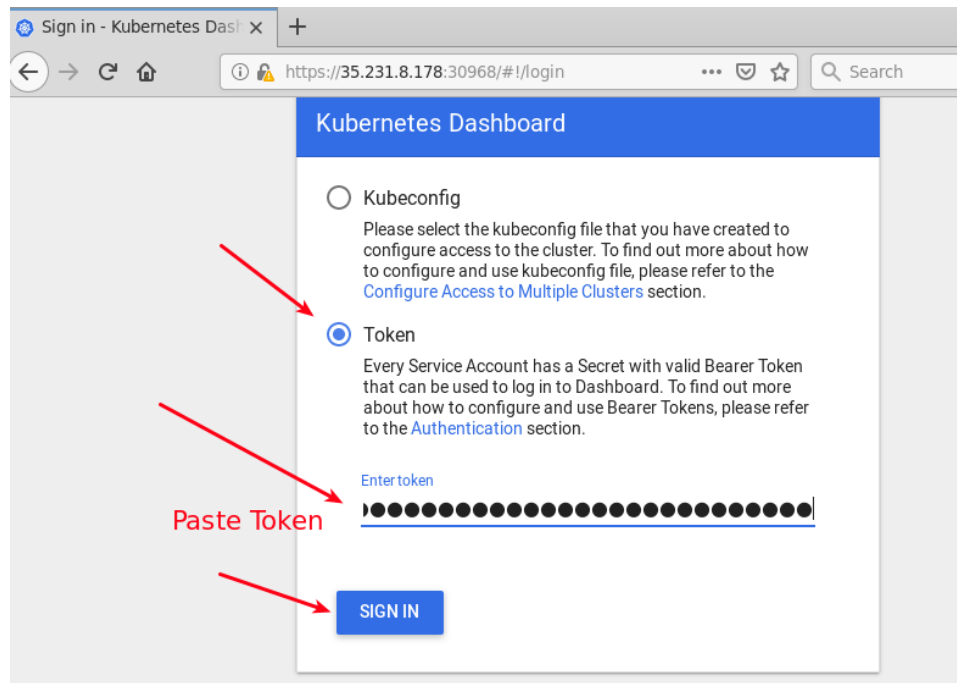 Sign in - Kubernetes Dash
https://35.231.8.178:30968/#!/login
Search
Kubernetes Dashboard
Kubeconfig
Please select the kubeconfig file that you have created to
configure access to the cluster. To find out more about how
to configure and use kubeconfig file, please refer to the
Configure Access to Multiple Clusters section.
Token
Every Service Account has a Secret with valid Bearer Token
that can be used to log in to Dashboard. To find out more
about how to configure and use Bearer Tokens, please refer
to the Authentication section.
Enter token
Paste Token
SIGN IN